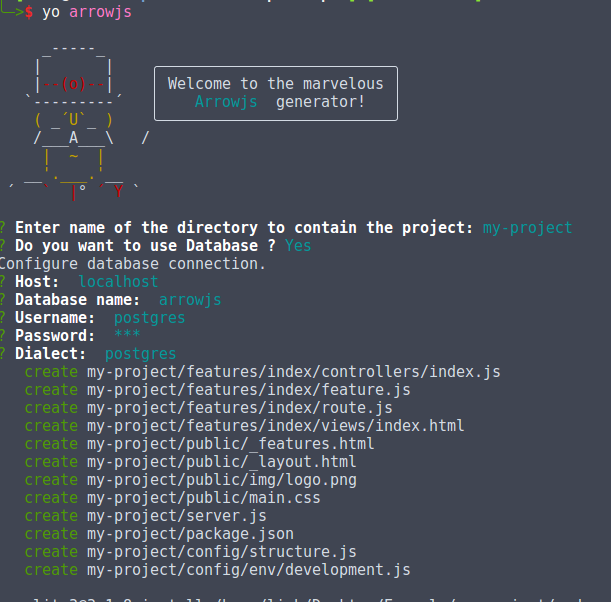 └─>$ yo arrowjs
_-----_
|       |
|--(o)--|
`---------´
( _´U`_ )
/___A___\   /
|  ~  |
__'.___.'__
´   `  |° ´ Y `
Welcome to the marvelous
Arrowjs  generator!
? Enter name of the directory to contain the project: my-project
? Do you want to use Database ? Yes
Configure database connection.
? Host:  localhost
? Database name:  arrowjs
? Username:  postgres
? Password:  ***
? Dialect:  postgres
create my-project/features/index/controllers/index.js
create my-project/features/index/feature.js
create my-project/features/index/route.js
create my-project/features/index/views/index.html
create my-project/public/_features.html
create my-project/public/_layout.html
create my-project/public/img/logo.png
create my-project/public/main.css
create my-project/server.js
create my-project/package.json
create my-project/config/structure.js
create my-project/config/env/development.js